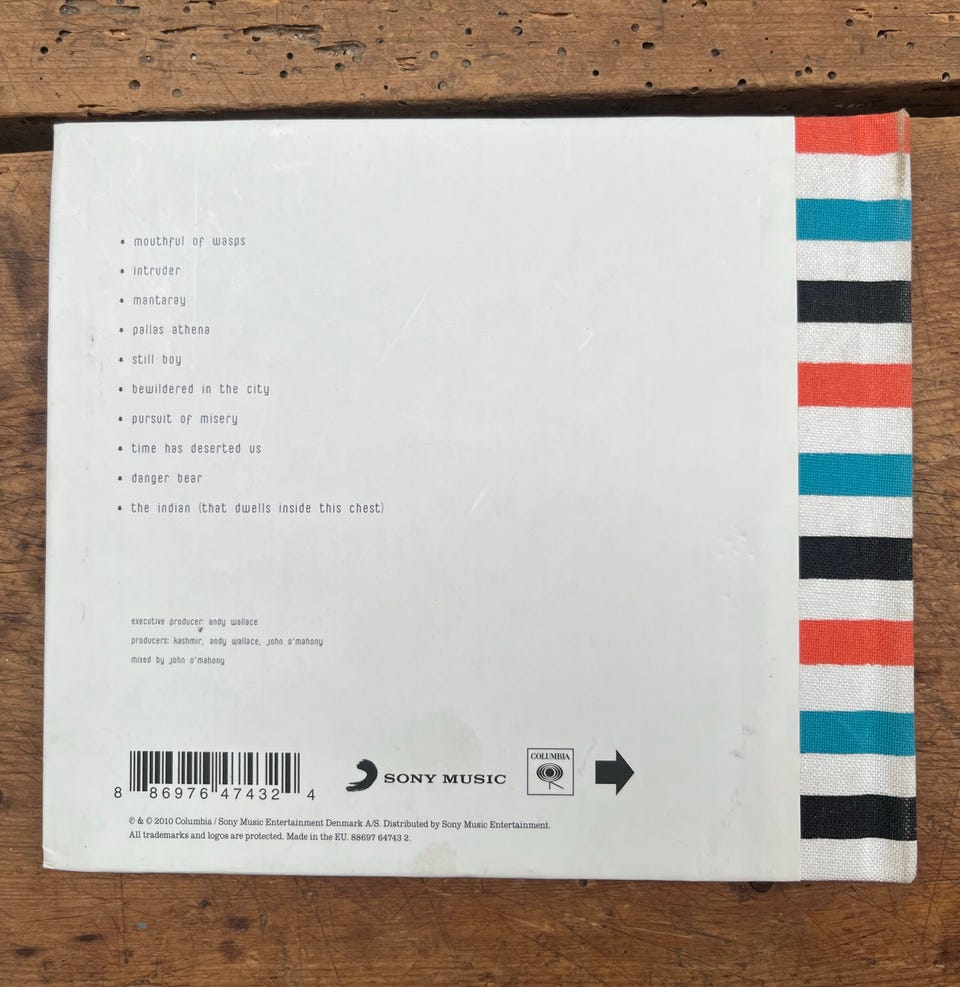 mouthful of wasps
intruder
mantaray
pallas athena
still boy
bewildered in the city
pursuit of misery
time has deserted us
danger bear
the indian (that dwells inside this chest)
executive producer: andy wallace
producers: kashmir, andy wallace, john o'mahony
mixed by john o'mahony
8 86976 47432 4
SONY MUSIC
COLUMBIA
℗ & © 2010 Columbia / Sony Music Entertainment Denmark A/S. Distributed by Sony Music Entertainment.
All trademarks and logos are protected. Made in the EU. 88697 64743 2.